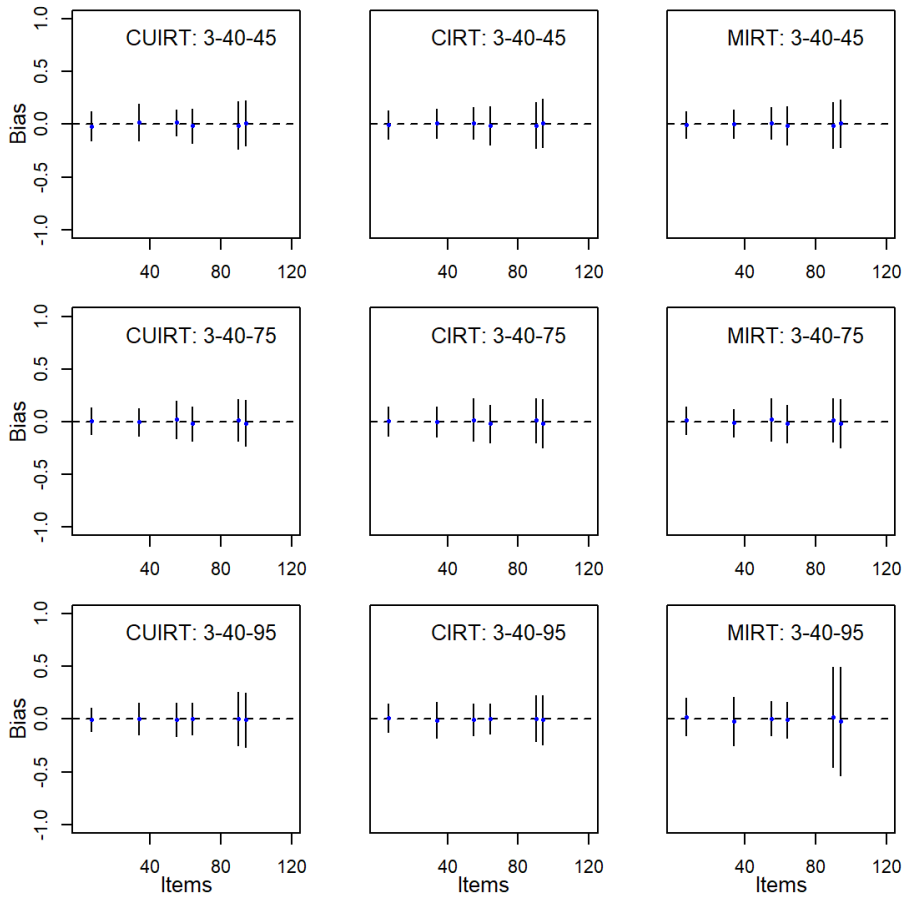 CUIRT: 3-40-45
CIRT: 3-40-45
MIRT: 3-40-45
Bias
1.0
0.5
0.0
-0.5
-1.0
40 80 120
40 80 120
40 80 120
CUIRT: 3-40-75
CIRT: 3-40-75
MIRT: 3-40-75
Bias
1.0
0.5
0.0
-0.5
-1.0
40 80 120
40 80 120
40 80 120
CUIRT: 3-40-95
CIRT: 3-40-95
MIRT: 3-40-95
Bias
1.0
0.5
0.0
-0.5
-1.0
40 80 120
40 80 120
40 80 120
Items
Items
Items